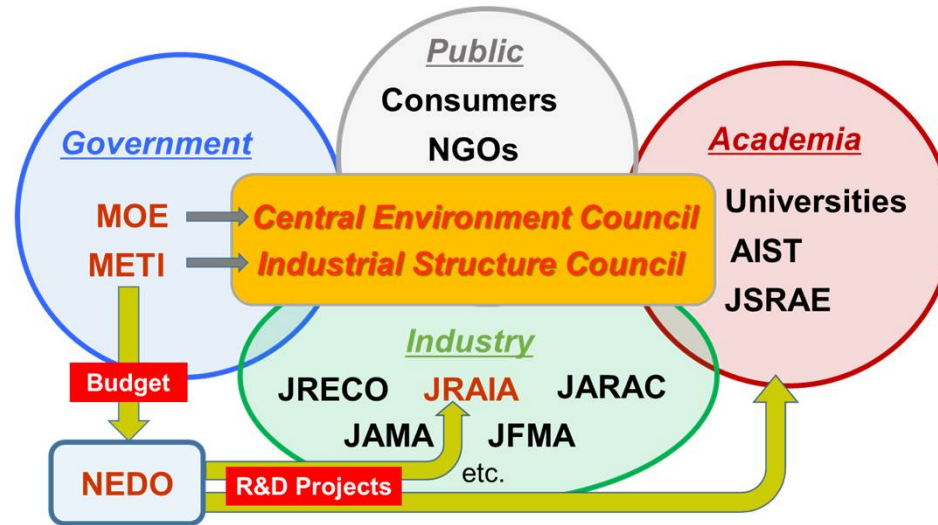 Public
Consumers
NGOs
Government
MOE
METI
Central Environment Council
Industrial Structure Council
Academia
Universities
AIST
JSRAE
Industry
JRECO JRAIA JARAC
JAMA JFMA
etc.
Budget
NEDO
R&D Projects